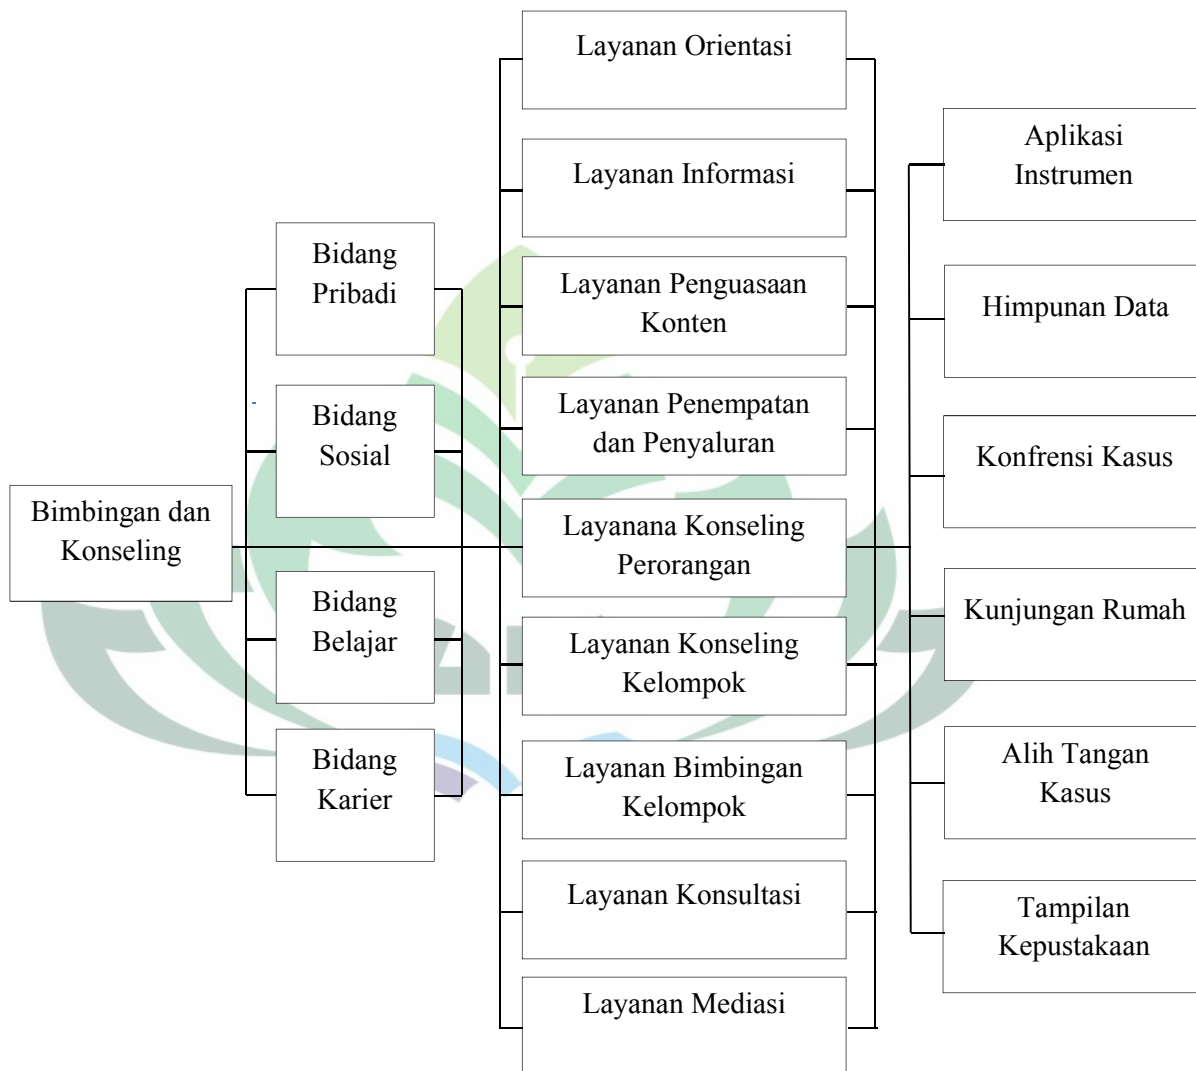 Bimbingan dan
Konseling
Bidang
Pribadi
Bidang
Sosial
Bidang
Belajar
Bidang
Karier
Layanan Orientasi
Layanan Informasi
Layanan Penguasaan
Konten
Layanan Penempatan
dan Penyaluran
Layanana Konseling
Perorangan
Layanan Konseling
Kelompok
Layanan Bimbingan
Kelompok
Layanan Konsultasi
Layanan Mediasi
Aplikasi
Instrumen
Himpunan Data
Konfrensi Kasus
Kunjungan Rumah
Alih Tangan
Kasus
Tampilan
Kepustakaan